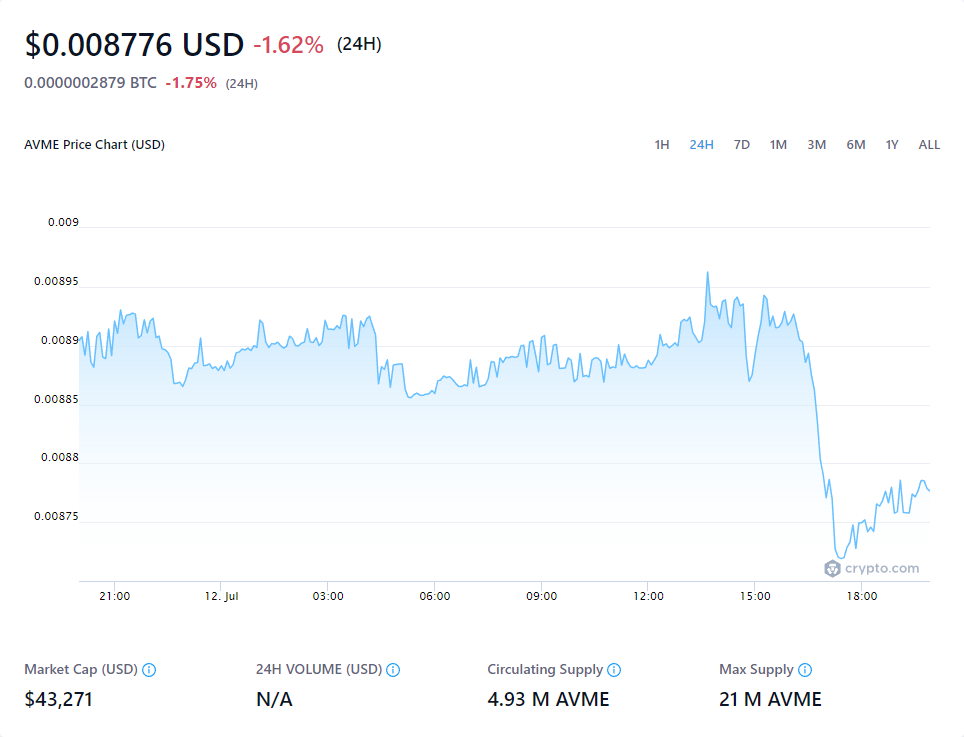 $0.008776 USD -1.62% (24H)
0.0000002879 BTC -1.75% (24H)
AVME Price Chart (USD) 1H 24H 7D 1M 3M 6M 1Y ALL
0.009
0.00895
0.0089
0.00885
0.0088
0.00875
crypto.com
21:00 12. Jul 03:00 06:00 09:00 12:00 15:00 18:00
Market Cap (USD) 24H VOLUME (USD) Circulating Supply Max Supply
$43,271 N/A 4.93 M AVME 21 M AVME